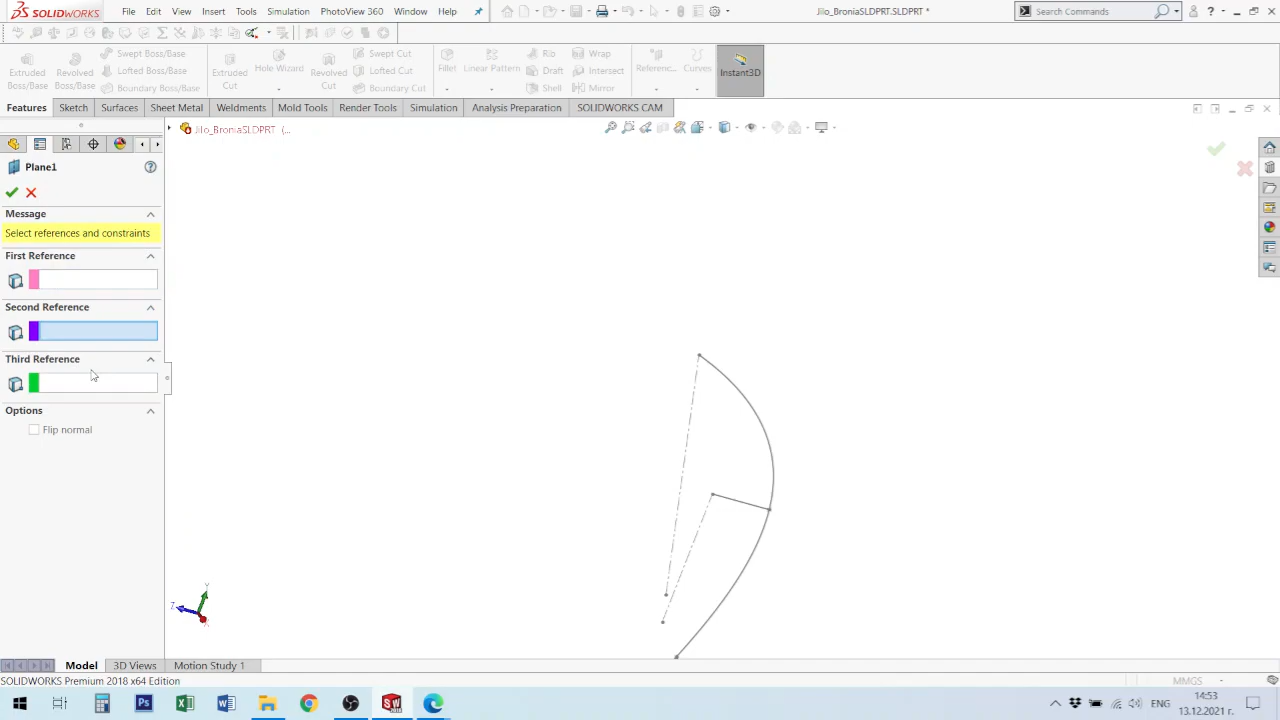 SOLIDWORKS File Edit View Insert Tools Simulation PhotoView 360 Window Help Jilo_BroniaSLDPRT.SLDPRT * Search Commands
Extruded Boss/Base
Revolved Boss/Base
Swept Boss/Base
Lofted Boss/Base
Boundary Boss/Base
Extruded Cut
Hole Wizard
Revolved Cut
Swept Cut
Lofted Cut
Boundary Cut
Fillet
Linear Pattern
Rib
Draft
Shell
Wrap
Intersect
Mirror
Referenc...
Curves
Instant3D
Features Sketch Surfaces Sheet Metal Weldments Mold Tools Render Tools Simulation Analysis Preparation SOLIDWORKS CAM
Jilo_BroniaSLDPRT (...
Plane1
Message
Select references and constraints
First Reference
Second Reference
Third Reference
Options
Flip normal
Y
Z
X
Model 3D Views Motion Study 1
SOLIDWORKS Premium 2018 x64 Edition
MMGS
ENG
14:53
13.12.2021 г.